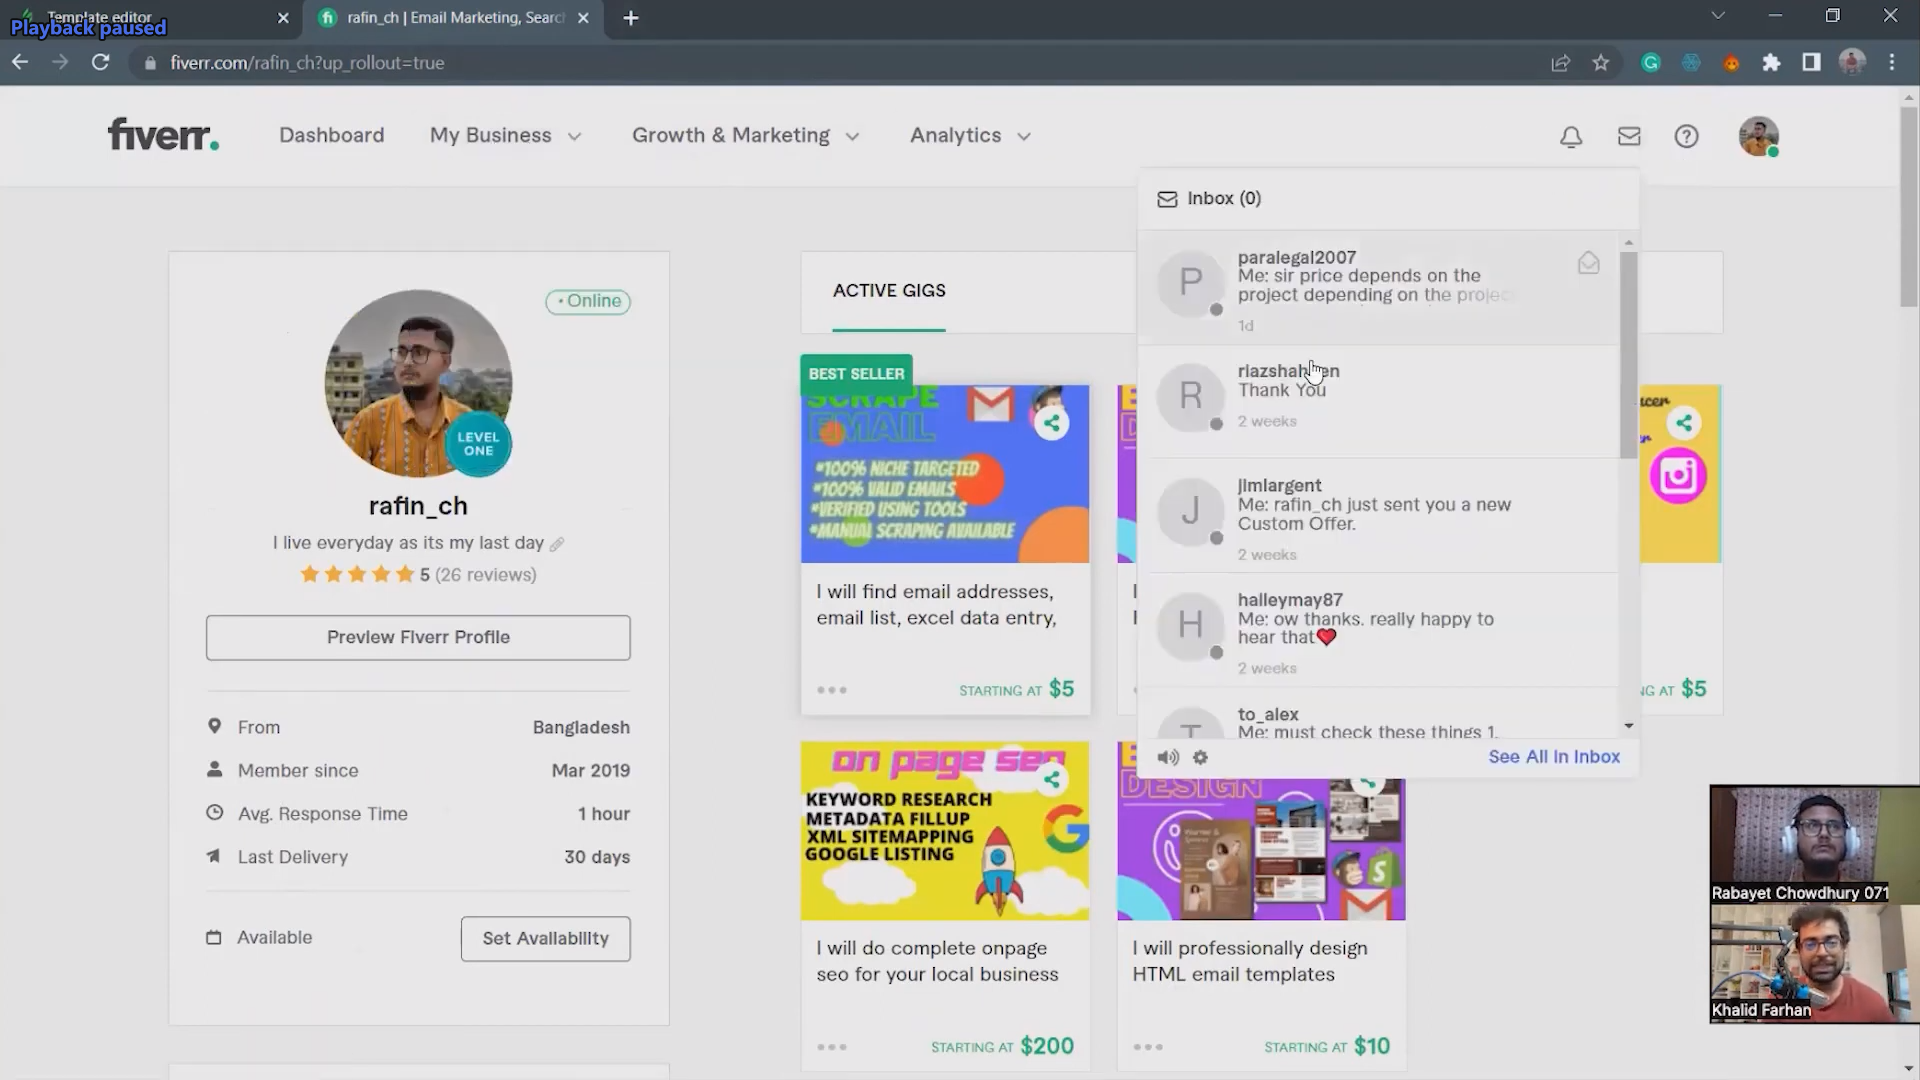 Template editor
Playback paused
rafin_ch | Email Marketing, Searc
fiverr.com/rafin_ch?up_rollout=true
fiverr.
Dashboard
My Business
Growth & Marketing
Analytics
Inbox (0)
P
paralegal2007
Me: sir price depends on the
project depending on the projec
1d
R
Thank You
2 weeks
J
jimlargent
Me: rafin_ch just sent you a new
Custom Offer.
2 weeks
H
halleymay87
Me: ow thanks. really happy to
hear that❤
2 weeks
T
to_alex
Me: must check these things 1.
See All In Inbox
• Online
LEVEL
ONE
rafin_ch
I live everyday as its my last day
5 (26 reviews)
Preview Fiverr Profile
From
Bangladesh
Member since
Mar 2019
Avg. Response Time
1 hour
Last Delivery
30 days
Available
Set Availability
ACTIVE GIGS
BEST SELLER
SCRAPE
EMAIL
*100% NICHE TARGETED
*100% VALID EMAILS
*VERIFIED USING TOOLS
*MANUAL SCRAPING AVAILABLE
I will find email addresses,
email list, excel data entry,
STARTING AT $5
AT $5
on page seo
KEYWORD RESEARCH
METADATA FILLUP
XML SITEMAPPING
GOOGLE LISTING
I will do complete onpage
seo for your local business
STARTING AT $200
DESIGN
I will professionally design
HTML email templates
STARTING AT $10
Rabayet Chowdhury 071
Khalid Farhan